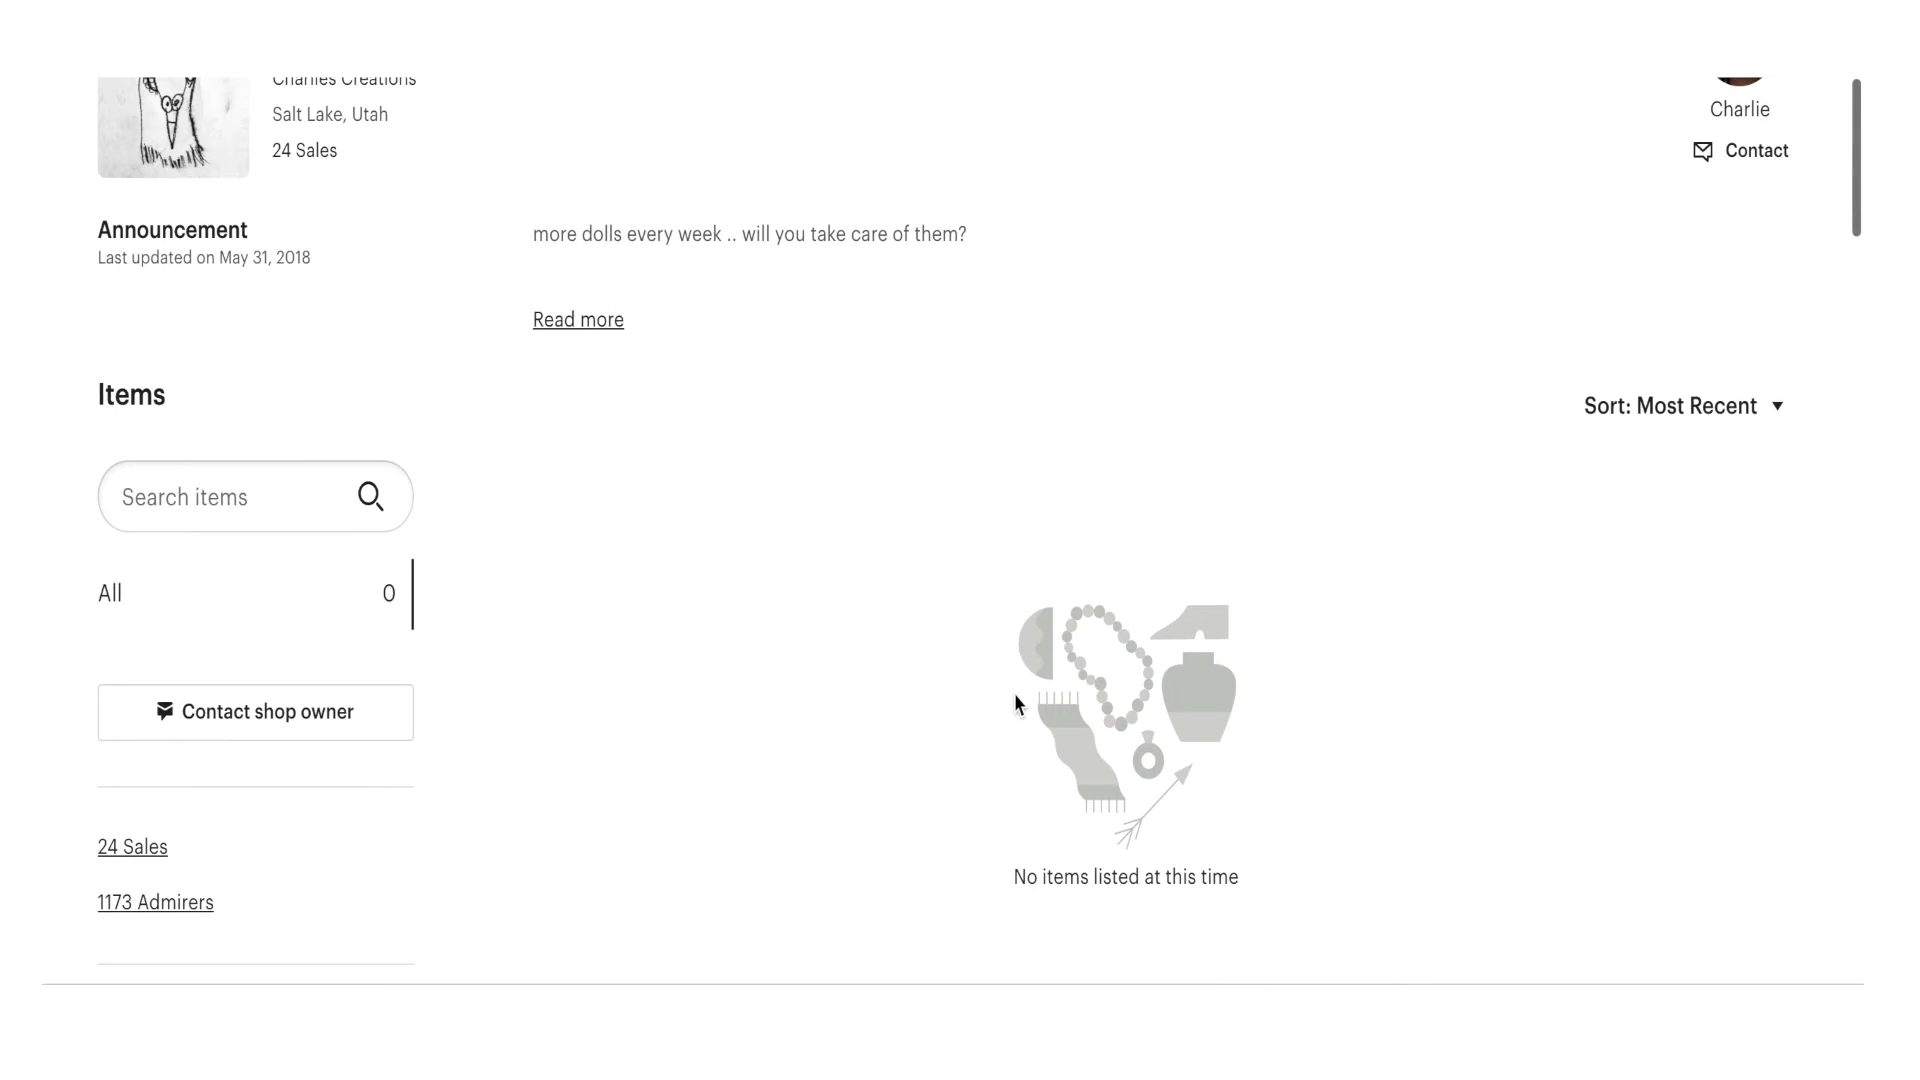 Charlies Creations
Salt Lake, Utah
24 Sales
Charlie
Contact
Announcement
Last updated on May 31, 2018
more dolls every week .. will you take care of them?
Read more
Items
Sort: Most Recent
Search items
All 0
Contact shop owner
24 Sales
1173 Admirers
No items listed at this time